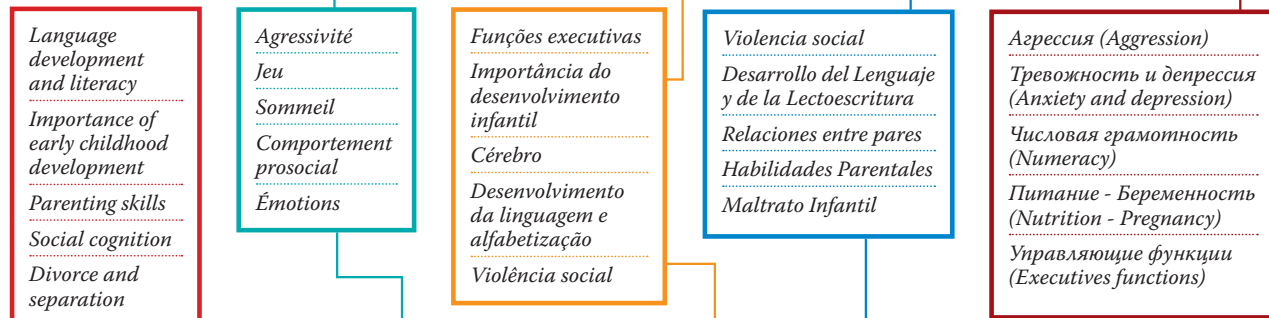 Language
development
and literacy
Importance of
early childhood
development
Parenting skills
Social cognition
Divorce and
separation
Agressivité
Jeu
Sommeil
Comportement
prosocial
Émotions
Funções executivas
Importância do
desenvolvimento
infantil
Cérebro
Desenvolvimento
da linguagem e
alfabetização
Violência social
Violencia social
Desarrollo del Lenguaje
y de la Lectoescritura
Relaciones entre pares
Habilidades Parentales
Maltrato Infantil
Агрессия (Aggression)
Тревожность и депрессия
(Anxiety and depression)
Числовая грамотность
(Numeracy)
Питание - Беременность
(Nutrition - Pregnancy)
Управляющие функции
(Executives functions)